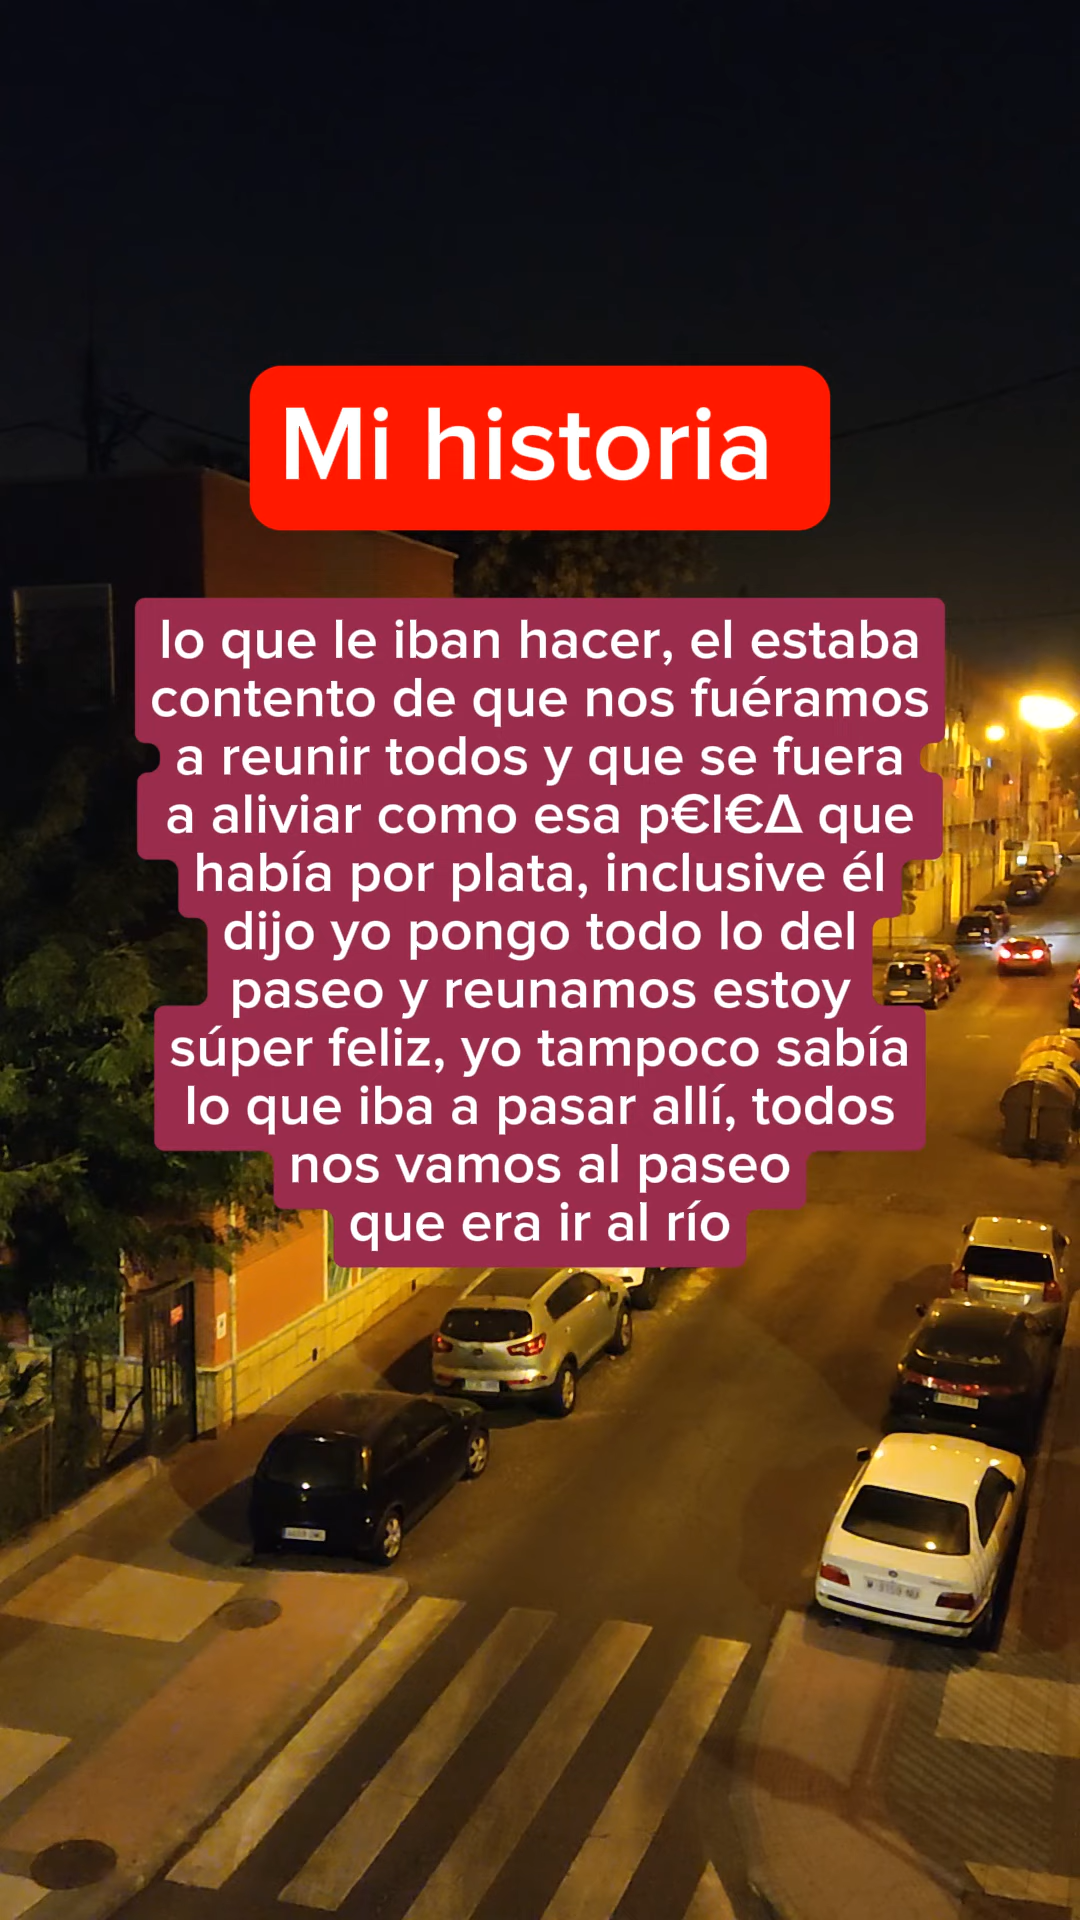 Mi historia
lo que le iban hacer, el estaba
contento de que nos fuéramos
a reunir todos y que se fuera
a aliviar como esa p€l€Δ que
había por plata, inclusive él
dijo yo pongo todo lo del
paseo y reunamos estoy
súper feliz, yo tampoco sabía
lo que iba a pasar allí, todos
nos vamos al paseo
que era ir al río